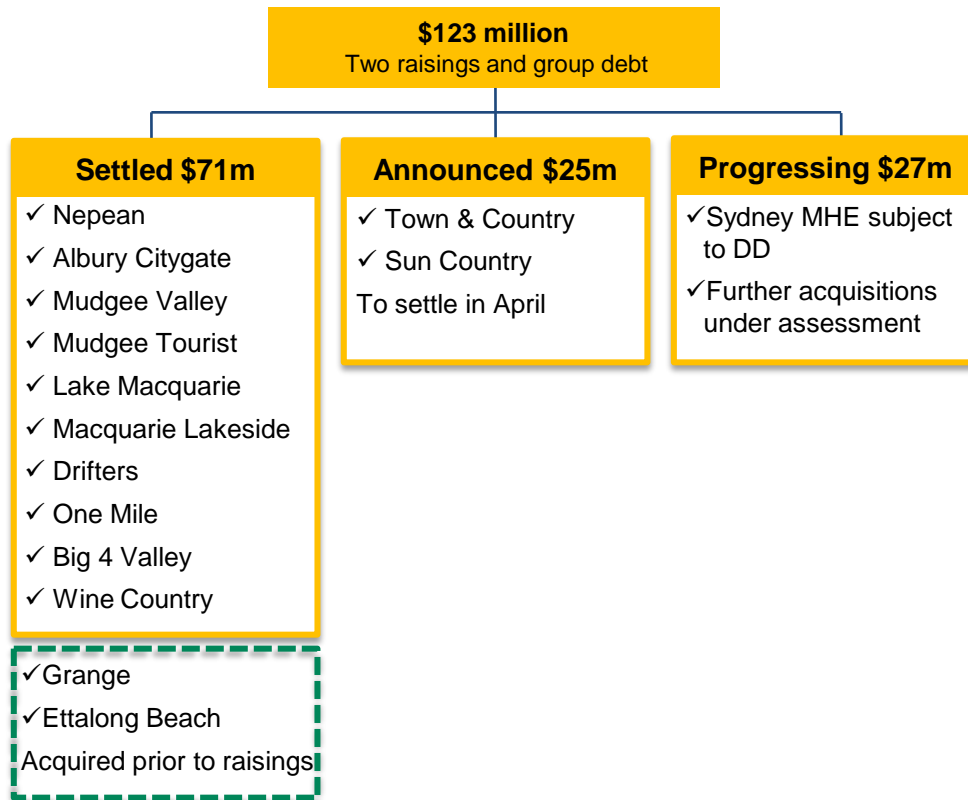 $123 million
Two raisings and group debt
Settled $71m
✓ Nepean
✓ Albury Citygate
✓ Mudgee Valley
✓ Mudgee Tourist
✓ Lake Macquarie
✓ Macquarie Lakeside
✓ Drifters
✓ One Mile
✓ Big 4 Valley
✓ Wine Country
✓Grange
✓Ettalong Beach
Acquired prior to raisings
Announced $25m
✓ Town & Country
✓ Sun Country
To settle in April
Progressing $27m
✓Sydney MHE subject
to DD
✓Further acquisitions
under assessment